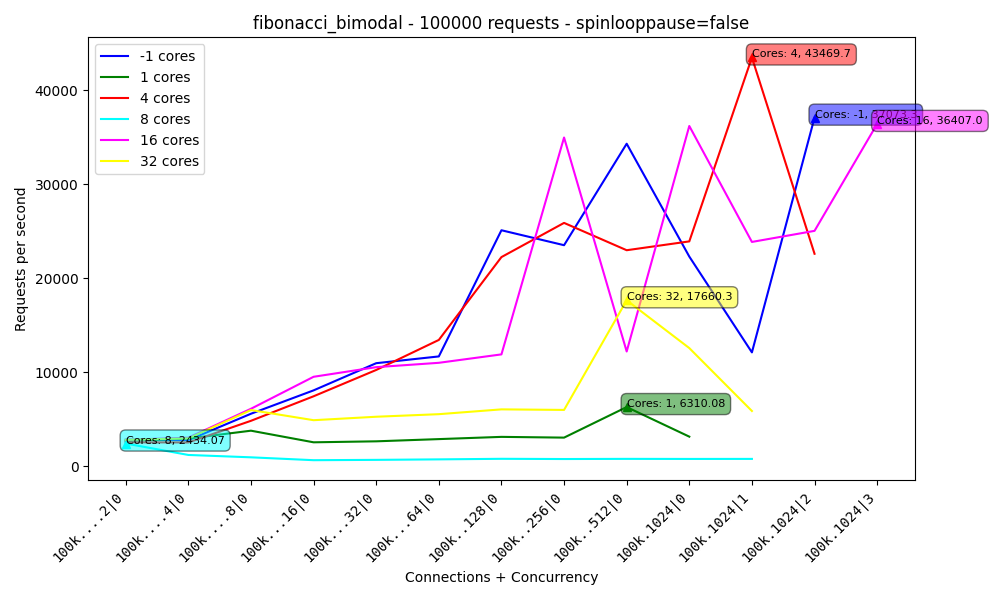 fibonacci_bimodal - 100000 requests - spinlooppause=false
-1 cores
1 cores
4 cores
8 cores
16 cores
32 cores
Cores: 4, 43469.7
Cores: -1, 37073.3
Cores: 16, 36407.0
Cores: 32, 17660.3
Cores: 1, 6310.08
Cores: 8, 2434.07
Requests per second
40000
30000
20000
10000
0
100k....2|0
100k....4|0
100k....8|0
100k...16|0
100k...32|0
100k...64|0
100k..128|0
100k..256|0
100k..512|0
100k.1024|0
100k.1024|1
100k.1024|2
100k.1024|3
Connections + Concurrency